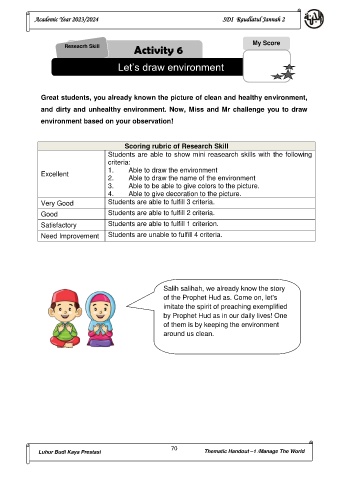 Academic Year 2023/2024
SDI Raudlatul Jannah 2
Reseacrh Skill
Activity 6
My Score
Let's draw environment
Great students, you already known the picture of clean and healthy environment,
and dirty and unhealthy environment. Now, Miss and Mr challenge you to draw
environment based on your observation!
Scoring rubric of Research Skill
Excellent
Students are able to show mini reasearch skills with the following
criteria:
1. Able to draw the environment
2. Able to draw the name of the environment
3. Able to be able to give colors to the picture.
4. Able to give decoration to the picture.
Very Good Students are able to fulfill 3 criteria.
Good Students are able to fulfill 2 criteria.
Satisfactory Students are able to fulfill 1 criterion.
Need Improvement Students are unable to fulfill 4 criteria.
Salih salihah, we already know the story
of the Prophet Hud as. Come on, let's
imitate the spirit of preaching exemplified
by Prophet Hud as in our daily lives! One
of them is by keeping the environment
around us clean.
Luhur Budi Kaya Prestasi
70
Thematic Handout –1 /Manage The World